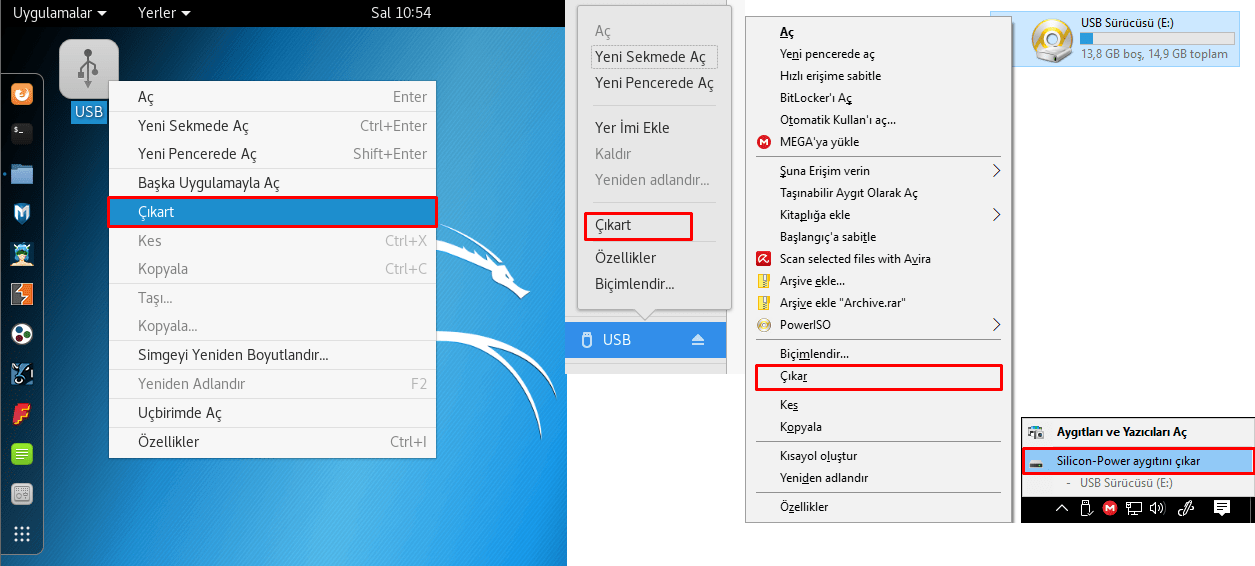 Uygulamalar Yerler Sal 10:54
USB
Aç Enter
Yeni Sekmede Aç Ctrl+Enter
Yeni Pencerede Aç Shift+Enter
Başka Uygulamayla Aç
Çıkart
Kes Ctrl+X
Kopyala Ctrl+C
Taşı...
Kopyala...
Simgeyi Yeniden Boyutlandır...
Yeniden Adlandır F2
Uçbirimde Aç
Özellikler Ctrl+I
Aç
Yeni Sekmede Aç
Yeni Pencerede Aç
Yer İmi Ekle
Kaldır
Yeniden adlandır...
Çıkart
Özellikler
Biçimlendir...
USB
Aç
Yeni pencerede aç
Hızlı erişime sabitle
BitLocker'ı Aç
Otomatik Kullan'ı aç...
MEGA'ya yükle
Şuna Erişim verin
Taşınabilir Aygıt Olarak Aç
Kitaplığa ekle
Başlangıç'a sabitle
Scan selected files with Avira
Arşive ekle...
Arşive ekle "Archive.rar"
PowerISO
Biçimlendir...
Çıkar
Kes
Kopyala
Kısayol oluştur
Yeniden adlandır
Özellikler
USB Sürücüsü (E:)
13,8 GB boş, 14,9 GB toplam
Aygıtları ve Yazıcıları Aç
Silicon-Power aygıtını çıkar
- USB Sürücüsü (E:)